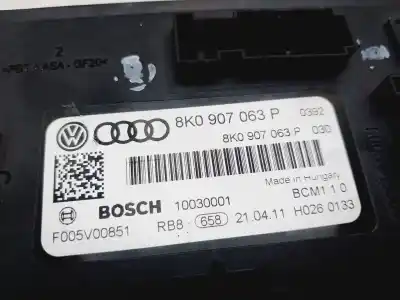 2
8K0 907 063 P 0392
8K0 907 063 P 030
Made in Hungary
BOSCH 10030001 BCM1 1.0
F005V00851 RB8- 658 21.04.11 H026 0133